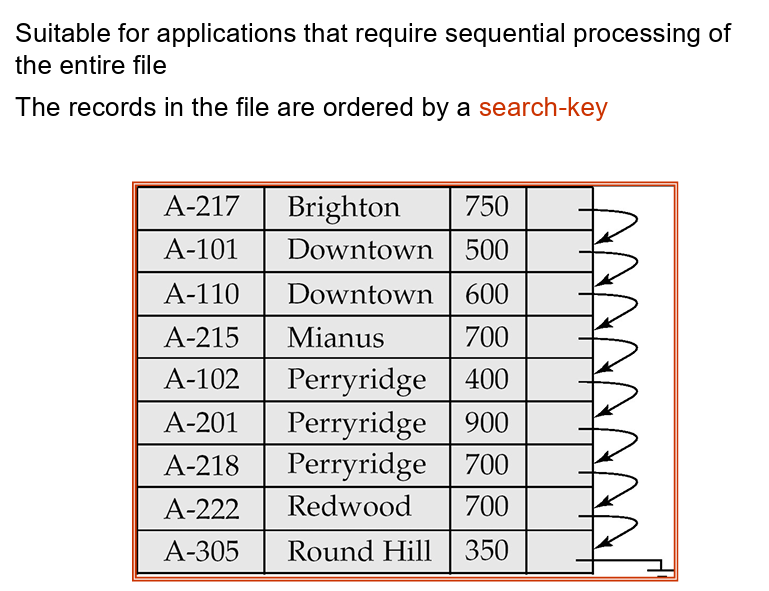 Suitable for applications that require sequential processing of
the entire file
The records in the file are ordered by a search-key
A-217 Brighton 750
A-101 Downtown 500
A-110 Downtown 600
A-215 Mianus 700
A-102 Perryridge 400
A-201 Perryridge 900
A-218 Perryridge 700
A-222 Redwood 700
A-305 Round Hill 350